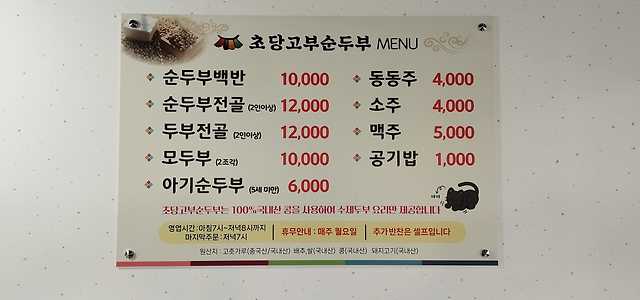 초당고부순두부 MENU
순두부백반 10,000
순두부전골 (2인이상) 12,000
두부전골 (2인이상) 12,000
모두부 (2조각) 10,000
아기순두부 (5세 미만) 6,000
동동주 4,000
소주 4,000
맥주 5,000
공기밥 1,000
초당고부순두부는 100%국내산 콩을 사용하여 수제두부 요리만 제공합니다
영업시간 : 아침7시~저녁8시까지
마지막주문 : 저녁7시
휴무안내 : 매주 월요일
추가반찬은 셀프입니다
원산지 : 고춧가루(중국산/국내산) 배추,쌀(국내산) 콩(국내산) 돼지고기(국내산)